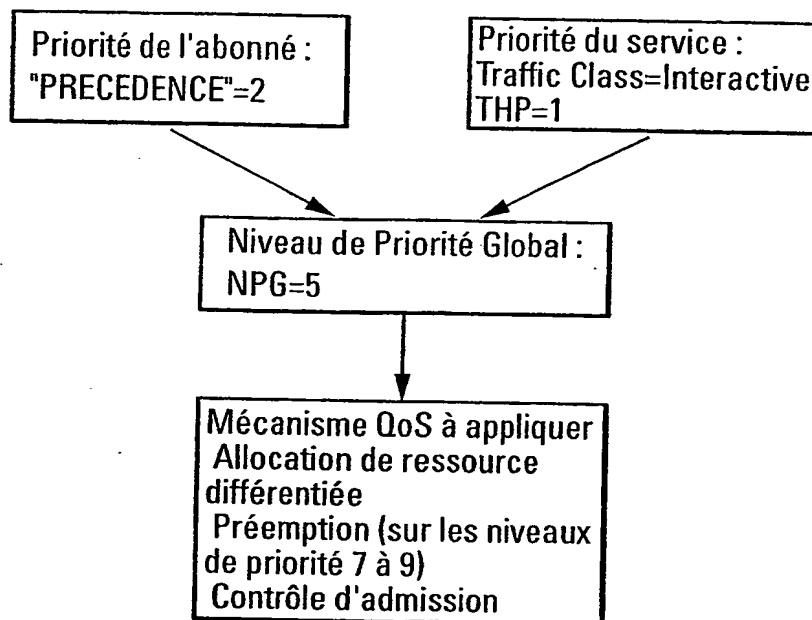 Priorité de l'abonné :
"PRECEDENCE"=2
Priorité du service :
Traffic Class=Interactive
THP=1
Niveau de Priorité Global :
NPG=5
Mécanisme QoS à appliquer
Allocation de ressource
différentiée
Préemption (sur les niveaux
de priorité 7 à 9)
Contrôle d'admission